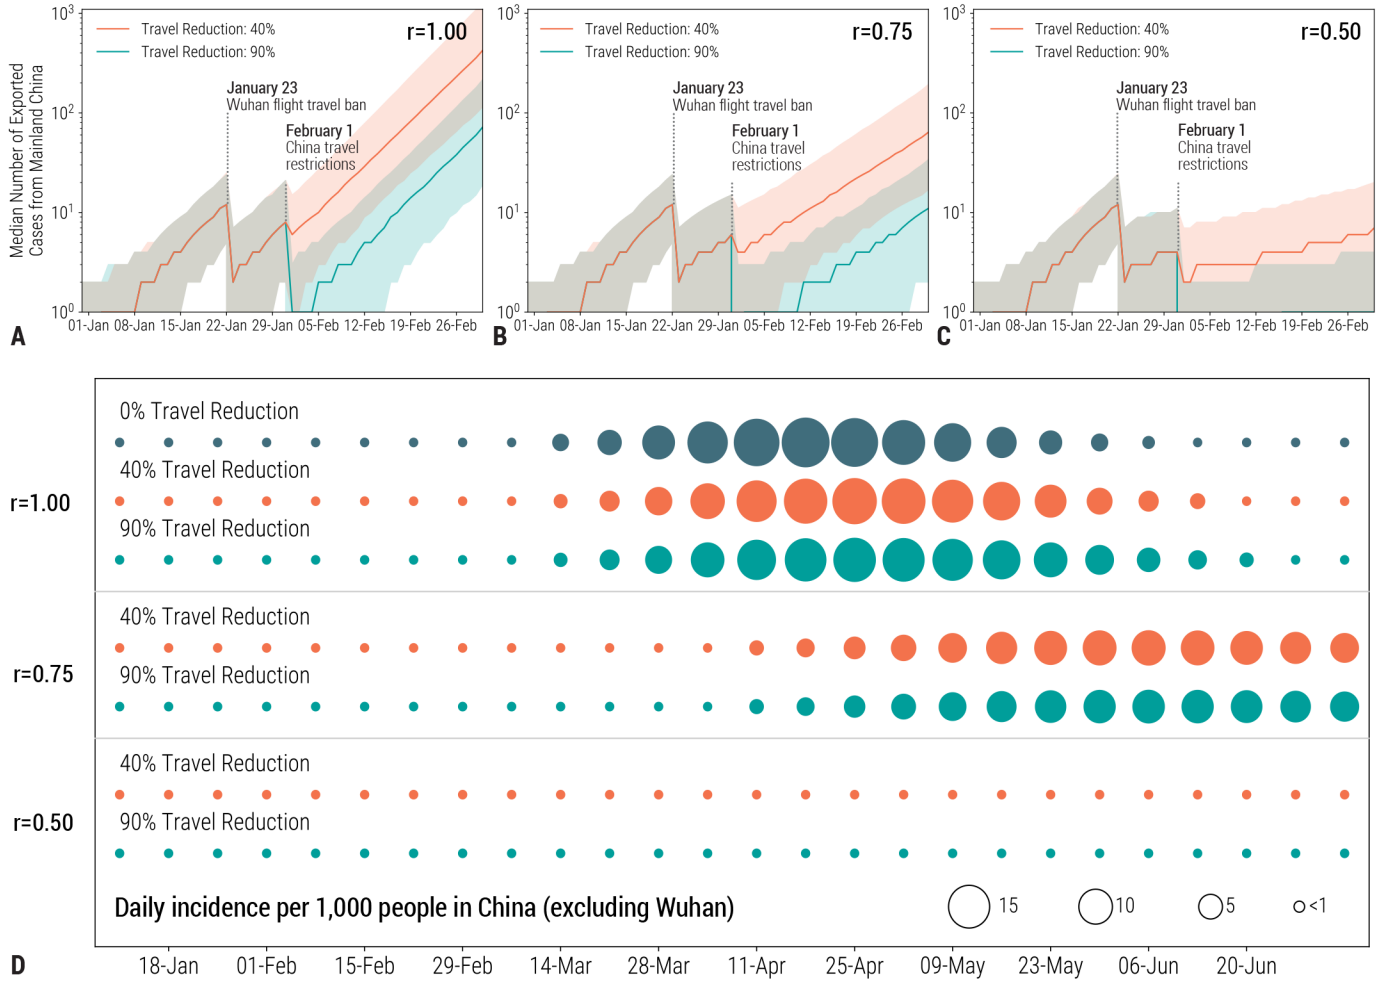 Median Number of Exported
Cases from Mainland China
10³
10²
10¹
10⁰
Travel Reduction: 40%
Travel Reduction: 90%
r=1.00
January 23
Wuhan flight travel ban
February 1
China travel
restrictions
01-Jan 08-Jan 15-Jan 22-Jan 29-Jan 05-Feb 12-Feb 19-Feb 26-Feb
A
10³
10²
10¹
10⁰
Travel Reduction: 40%
Travel Reduction: 90%
r=0.75
January 23
Wuhan flight travel ban
February 1
China travel
restrictions
01-Jan 08-Jan 15-Jan 22-Jan 29-Jan 05-Feb 12-Feb 19-Feb 26-Feb
B
10³
10²
10¹
10⁰
Travel Reduction: 40%
Travel Reduction: 90%
r=0.50
January 23
Wuhan flight travel ban
February 1
China travel
restrictions
01-Jan 08-Jan 15-Jan 22-Jan 29-Jan 05-Feb 12-Feb 19-Feb 26-Feb
C
r=1.00
0% Travel Reduction
40% Travel Reduction
90% Travel Reduction
r=0.75
40% Travel Reduction
90% Travel Reduction
r=0.50
40% Travel Reduction
90% Travel Reduction
Daily incidence per 1,000 people in China (excluding Wuhan) 15 10 5 <1
18-Jan 01-Feb 15-Feb 29-Feb 14-Mar 28-Mar 11-Apr 25-Apr 09-May 23-May 06-Jun 20-Jun
D